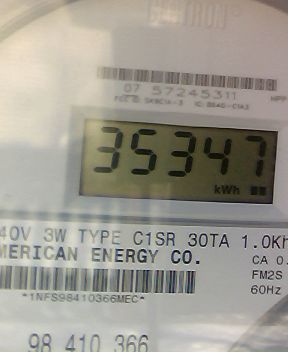 07 57245311
35347
kWh
40V 3W TYPE C1SR 30TA 1.0Kh
MERICAN ENERGY CO.
CA 0.
FM2S
60Hz
*1NFS98410366MEC*
98 410 366